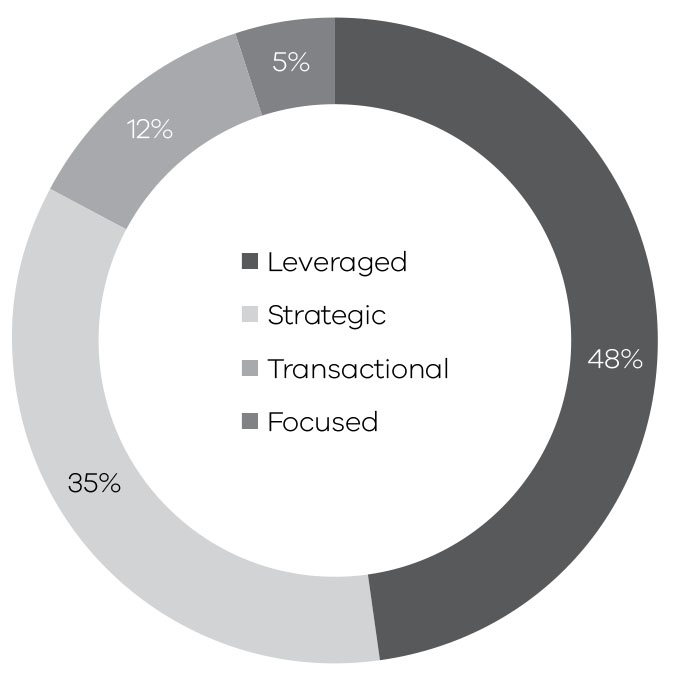 5%
12%
Leveraged
Strategic
48%
Transactional
Focused
35%